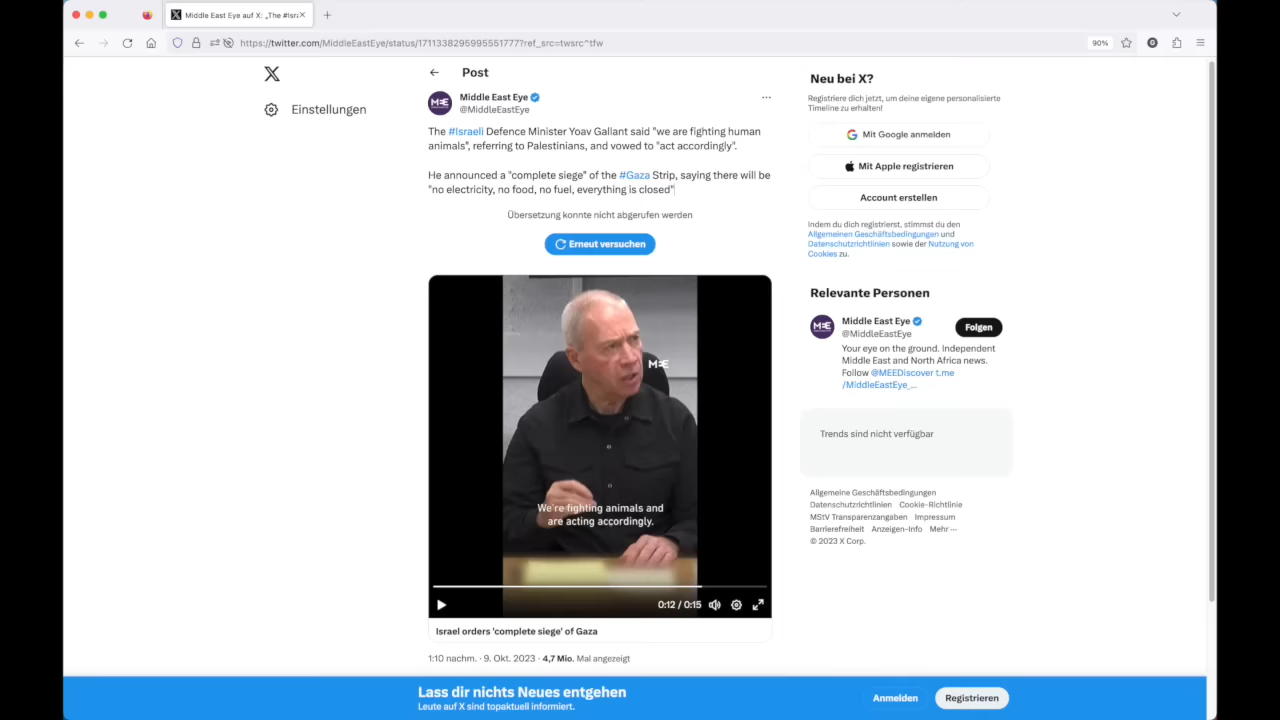 Middle East Eye auf X: „The #Isra
https://twitter.com/MiddleEastEye/status/1711338295995551777?ref_src=twsrc^tfw
90%
Post
Neu bei X?
Registriere dich jetzt, um deine eigene personalisierte
Timeline zu erhalten!
Einstellungen
Middle East Eye
@MiddleEastEye
The #Israeli Defence Minister Yoav Gallant said "we are fighting human
animals", referring to Palestinians, and vowed to "act accordingly".
He announced a "complete siege" of the #Gaza Strip, saying there will be
"no electricity, no food, no fuel, everything is closed"
Übersetzung konnte nicht abgerufen werden
Erneut versuchen
Mit Google anmelden
Mit Apple registrieren
Account erstellen
Indem du dich registrierst, stimmst du den
Allgemeinen Geschäftsbedingungen und
Datenschutzrichtlinien sowie der Nutzung von
Cookies zu.
Relevante Personen
Middle East Eye
@MiddleEastEye
Folgen
Your eye on the ground. Independent
Middle East and North Africa news.
Follow @MEEDiscover t.me
/MiddleEastEye_…
Trends sind nicht verfügbar
Allgemeine Geschäftsbedingungen
Datenschutzrichtlinien Cookie-Richtlinie
MStV Transparenzangaben Impressum
Barrierefreiheit Anzeigen-Info Mehr ···
© 2023 X Corp.
MEE
We're fighting animals and
are acting accordingly.
0:12 / 0:15
Israel orders 'complete siege' of Gaza
1:10 nachm. · 9. Okt. 2023 · 4,7 Mio. Mal angezeigt
Lass dir nichts Neues entgehen
Leute auf X sind topaktuell informiert.
Anmelden
Registrieren